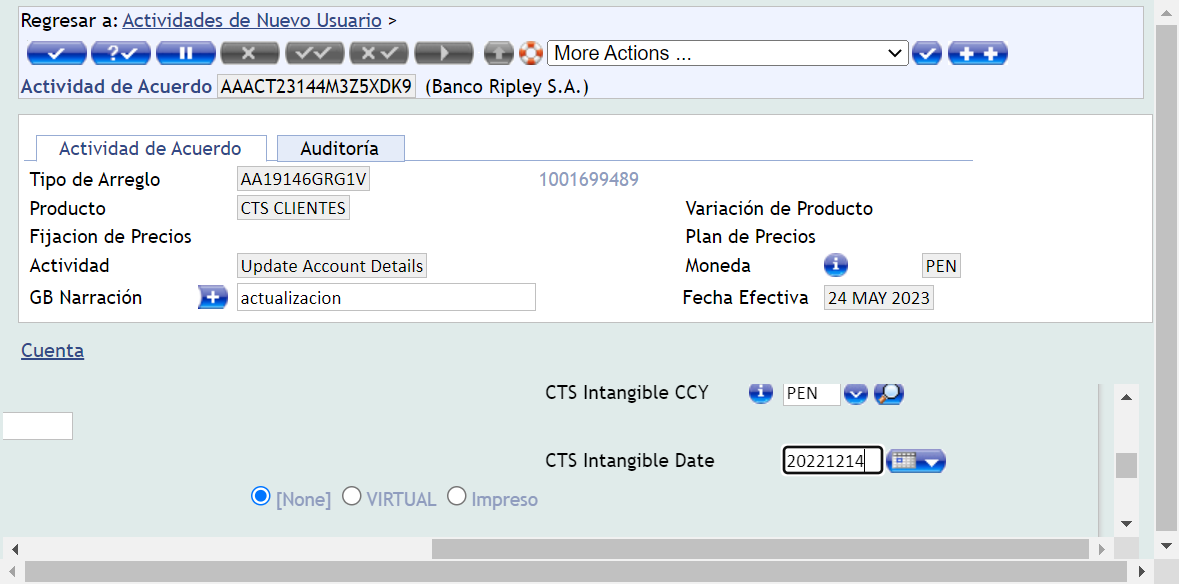 Regresar a: Actividades de Nuevo Usuario >
More Actions ...
Actividad de Acuerdo AAACT23144M3Z5XDK9 (Banco Ripley S.A.)
Actividad de Acuerdo Auditoría
Tipo de Arreglo AA19146GRG1V 1001699489
Producto CTS CLIENTES Variación de Producto
Fijacion de Precios Plan de Precios
Actividad Update Account Details Moneda PEN
GB Narración actualizacion Fecha Efectiva 24 MAY 2023
Cuenta
CTS Intangible CCY PEN
CTS Intangible Date 20221214
[None] VIRTUAL Impreso